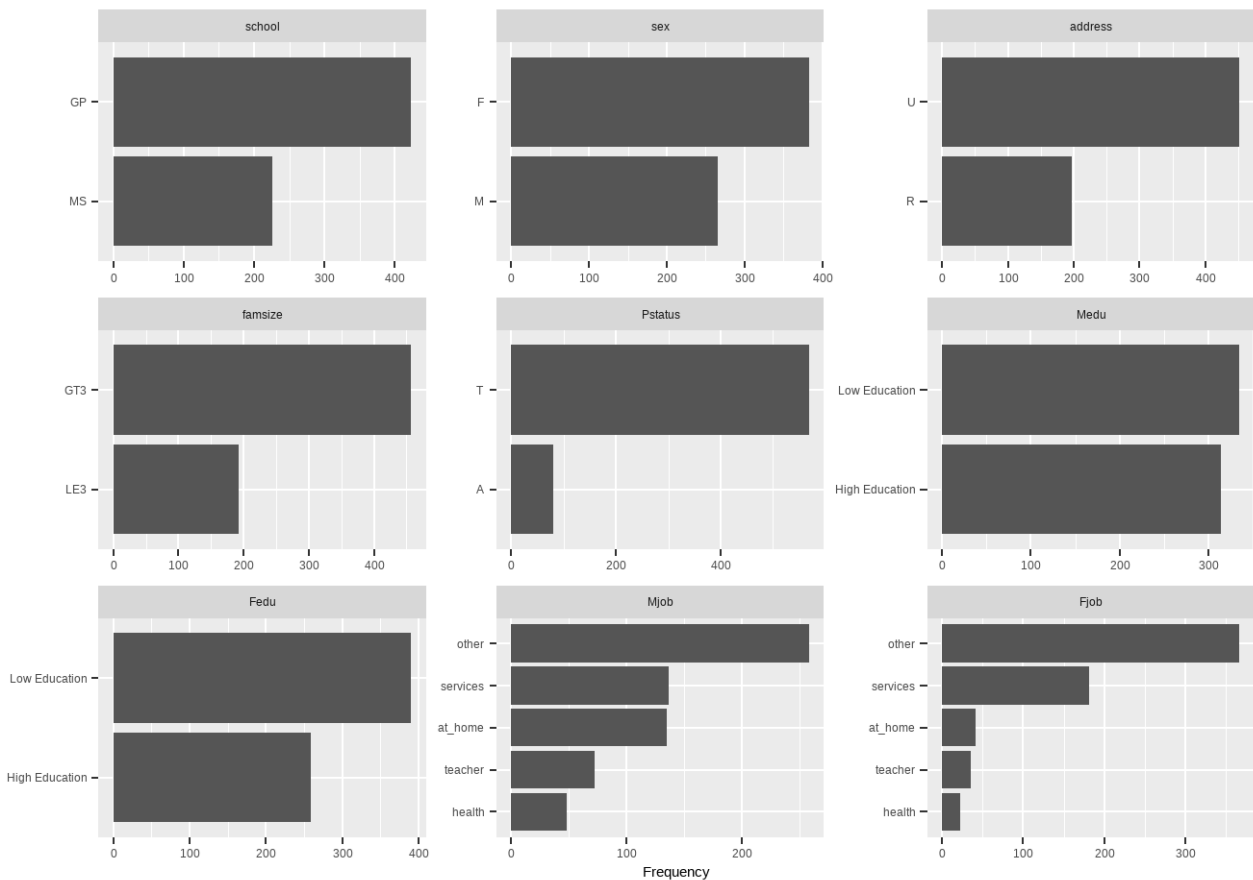 school
sex
address
GP
MS
0 100 200 300 400
F
M
0 100 200 300 400
U
R
0 100 200 300 400
famsize
Pstatus
Medu
GT3
LE3
0 100 200 300 400
T
A
0 200 400
Low Education
High Education
0 100 200 300
Fedu
Mjob
Fjob
Low Education
High Education
0 100 200 300 400
other
services
at_home
teacher
health
0 100 200
other
services
at_home
teacher
health
0 100 200 300
Frequency